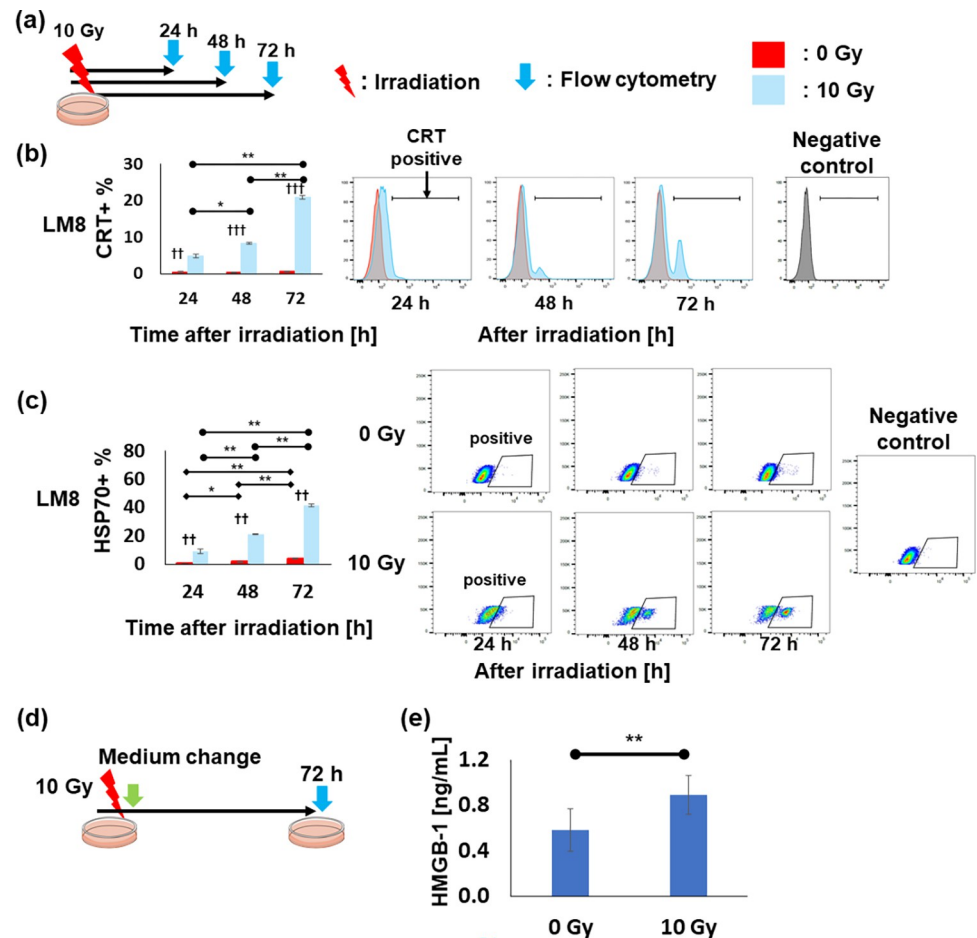 (a)
10 Gy
24 h
48 h
72 h
: Irradiation
: Flow cytometry
: 0 Gy
: 10 Gy
(b)
LM8
CRT+ %
30
20
10
0
††
†††
†††
*
**
**
24 48 72
Time after irradiation [h]
CRT
positive
Negative
control
24 h
48 h
72 h
After irradiation [h]
(c)
LM8
HSP70+ %
80
60
40
20
0
**
**
**
**
*
**
††
††
††
24 48 72
Time after irradiation [h]
0 Gy
positive
10 Gy
positive
Negative
control
24 h
48 h
72 h
After irradiation [h]
(d)
Medium change
10 Gy
72 h
(e)
HMGB-1 [ng/mL]
1.2
0.8
0.4
0.0
**
0 Gy 10 Gy